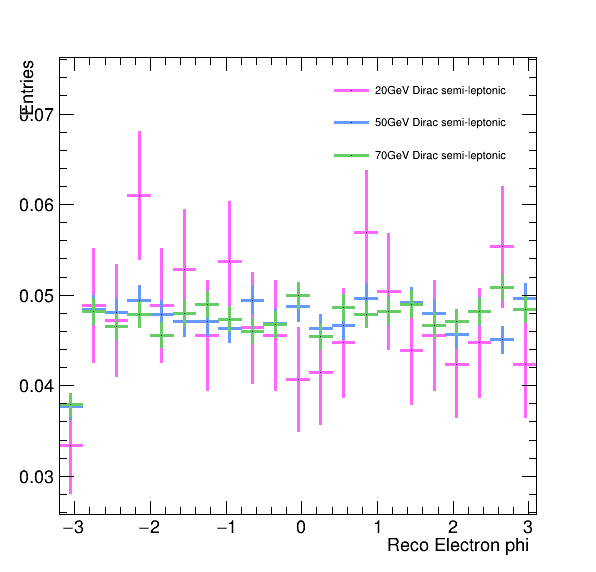 Entries
0.07
0.06
0.05
0.04
0.03
20GeV Dirac semi-leptonic
50GeV Dirac semi-leptonic
70GeV Dirac semi-leptonic
−3 −2 −1 0 1 2 3
Reco Electron phi